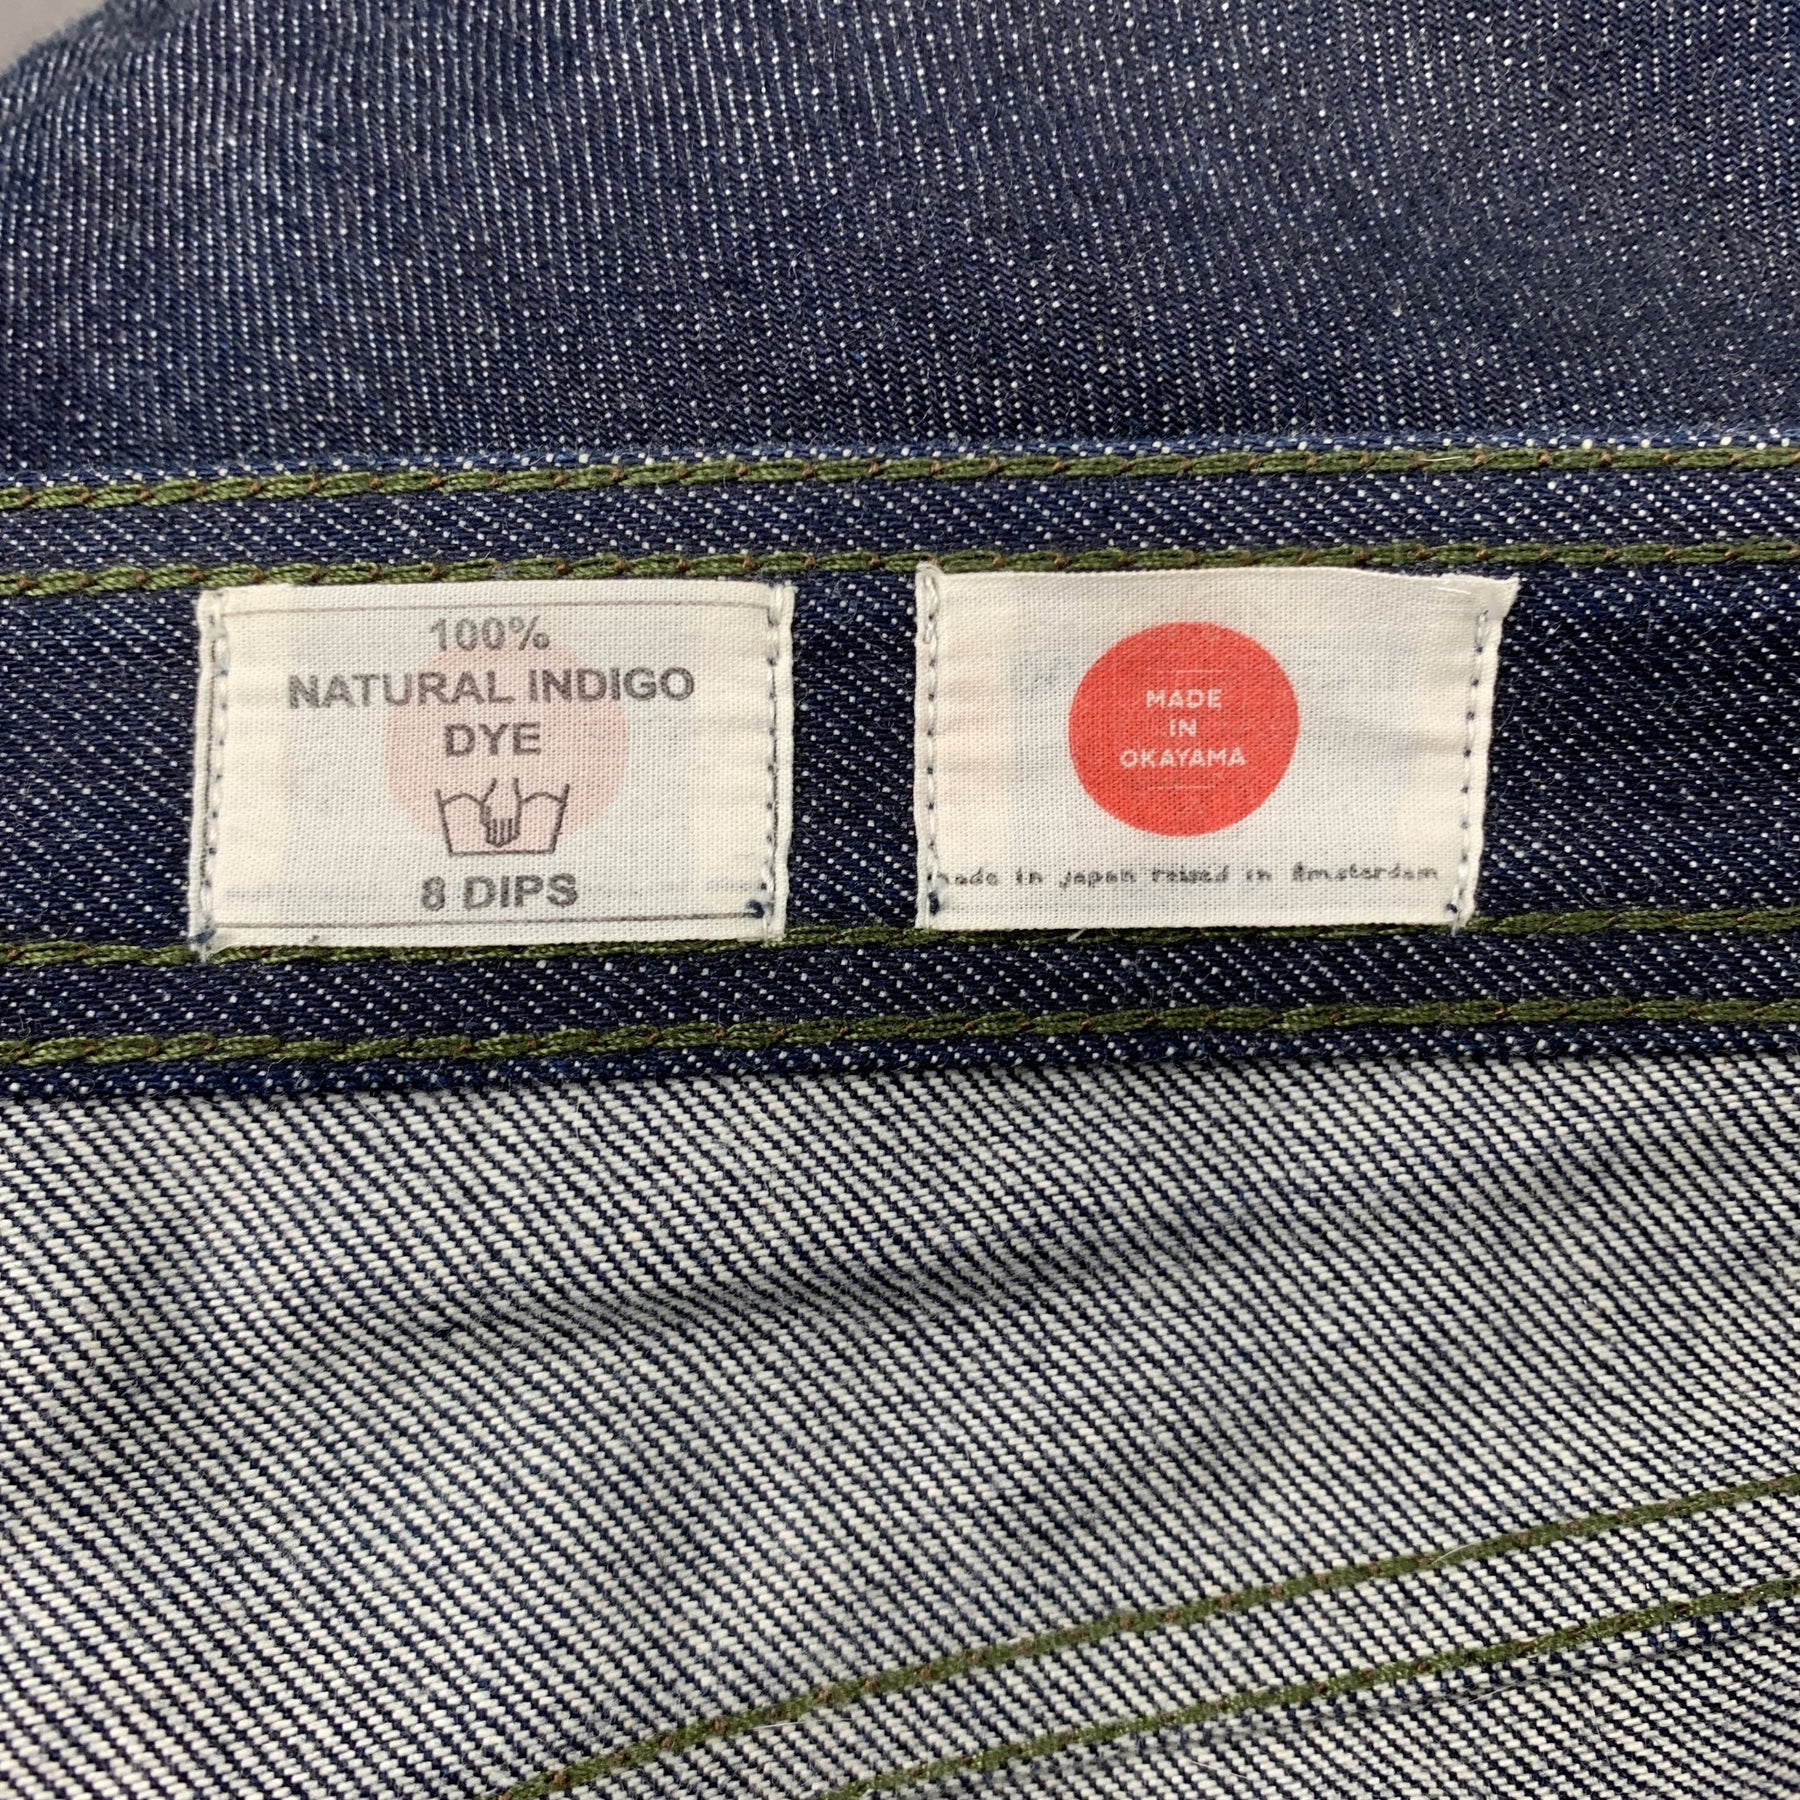 100%
NATURAL INDIGO
DYE
8 DIPS
MADE
IN
OKAYAMA
made in japan raised in Amsterdam